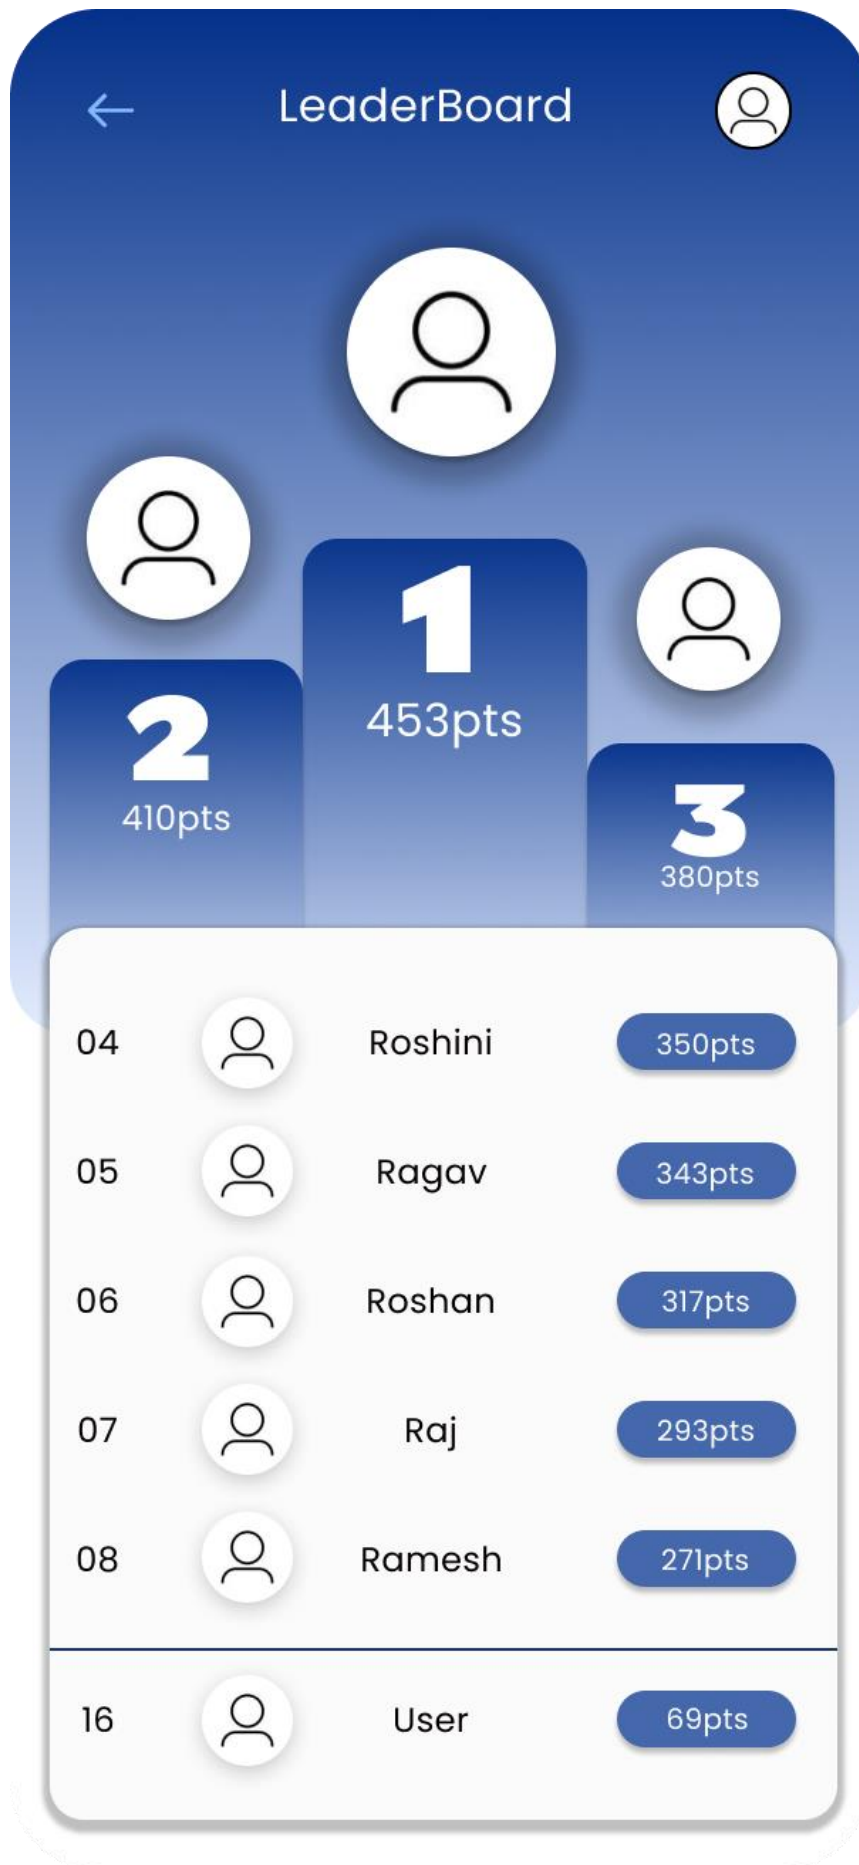 LeaderBoard
1
453pts
2
410pts
3
380pts
04 Roshini 350pts
05 Ragav 343pts
06 Roshan 317pts
07 Raj 293pts
08 Ramesh 271pts
16 User 69pts